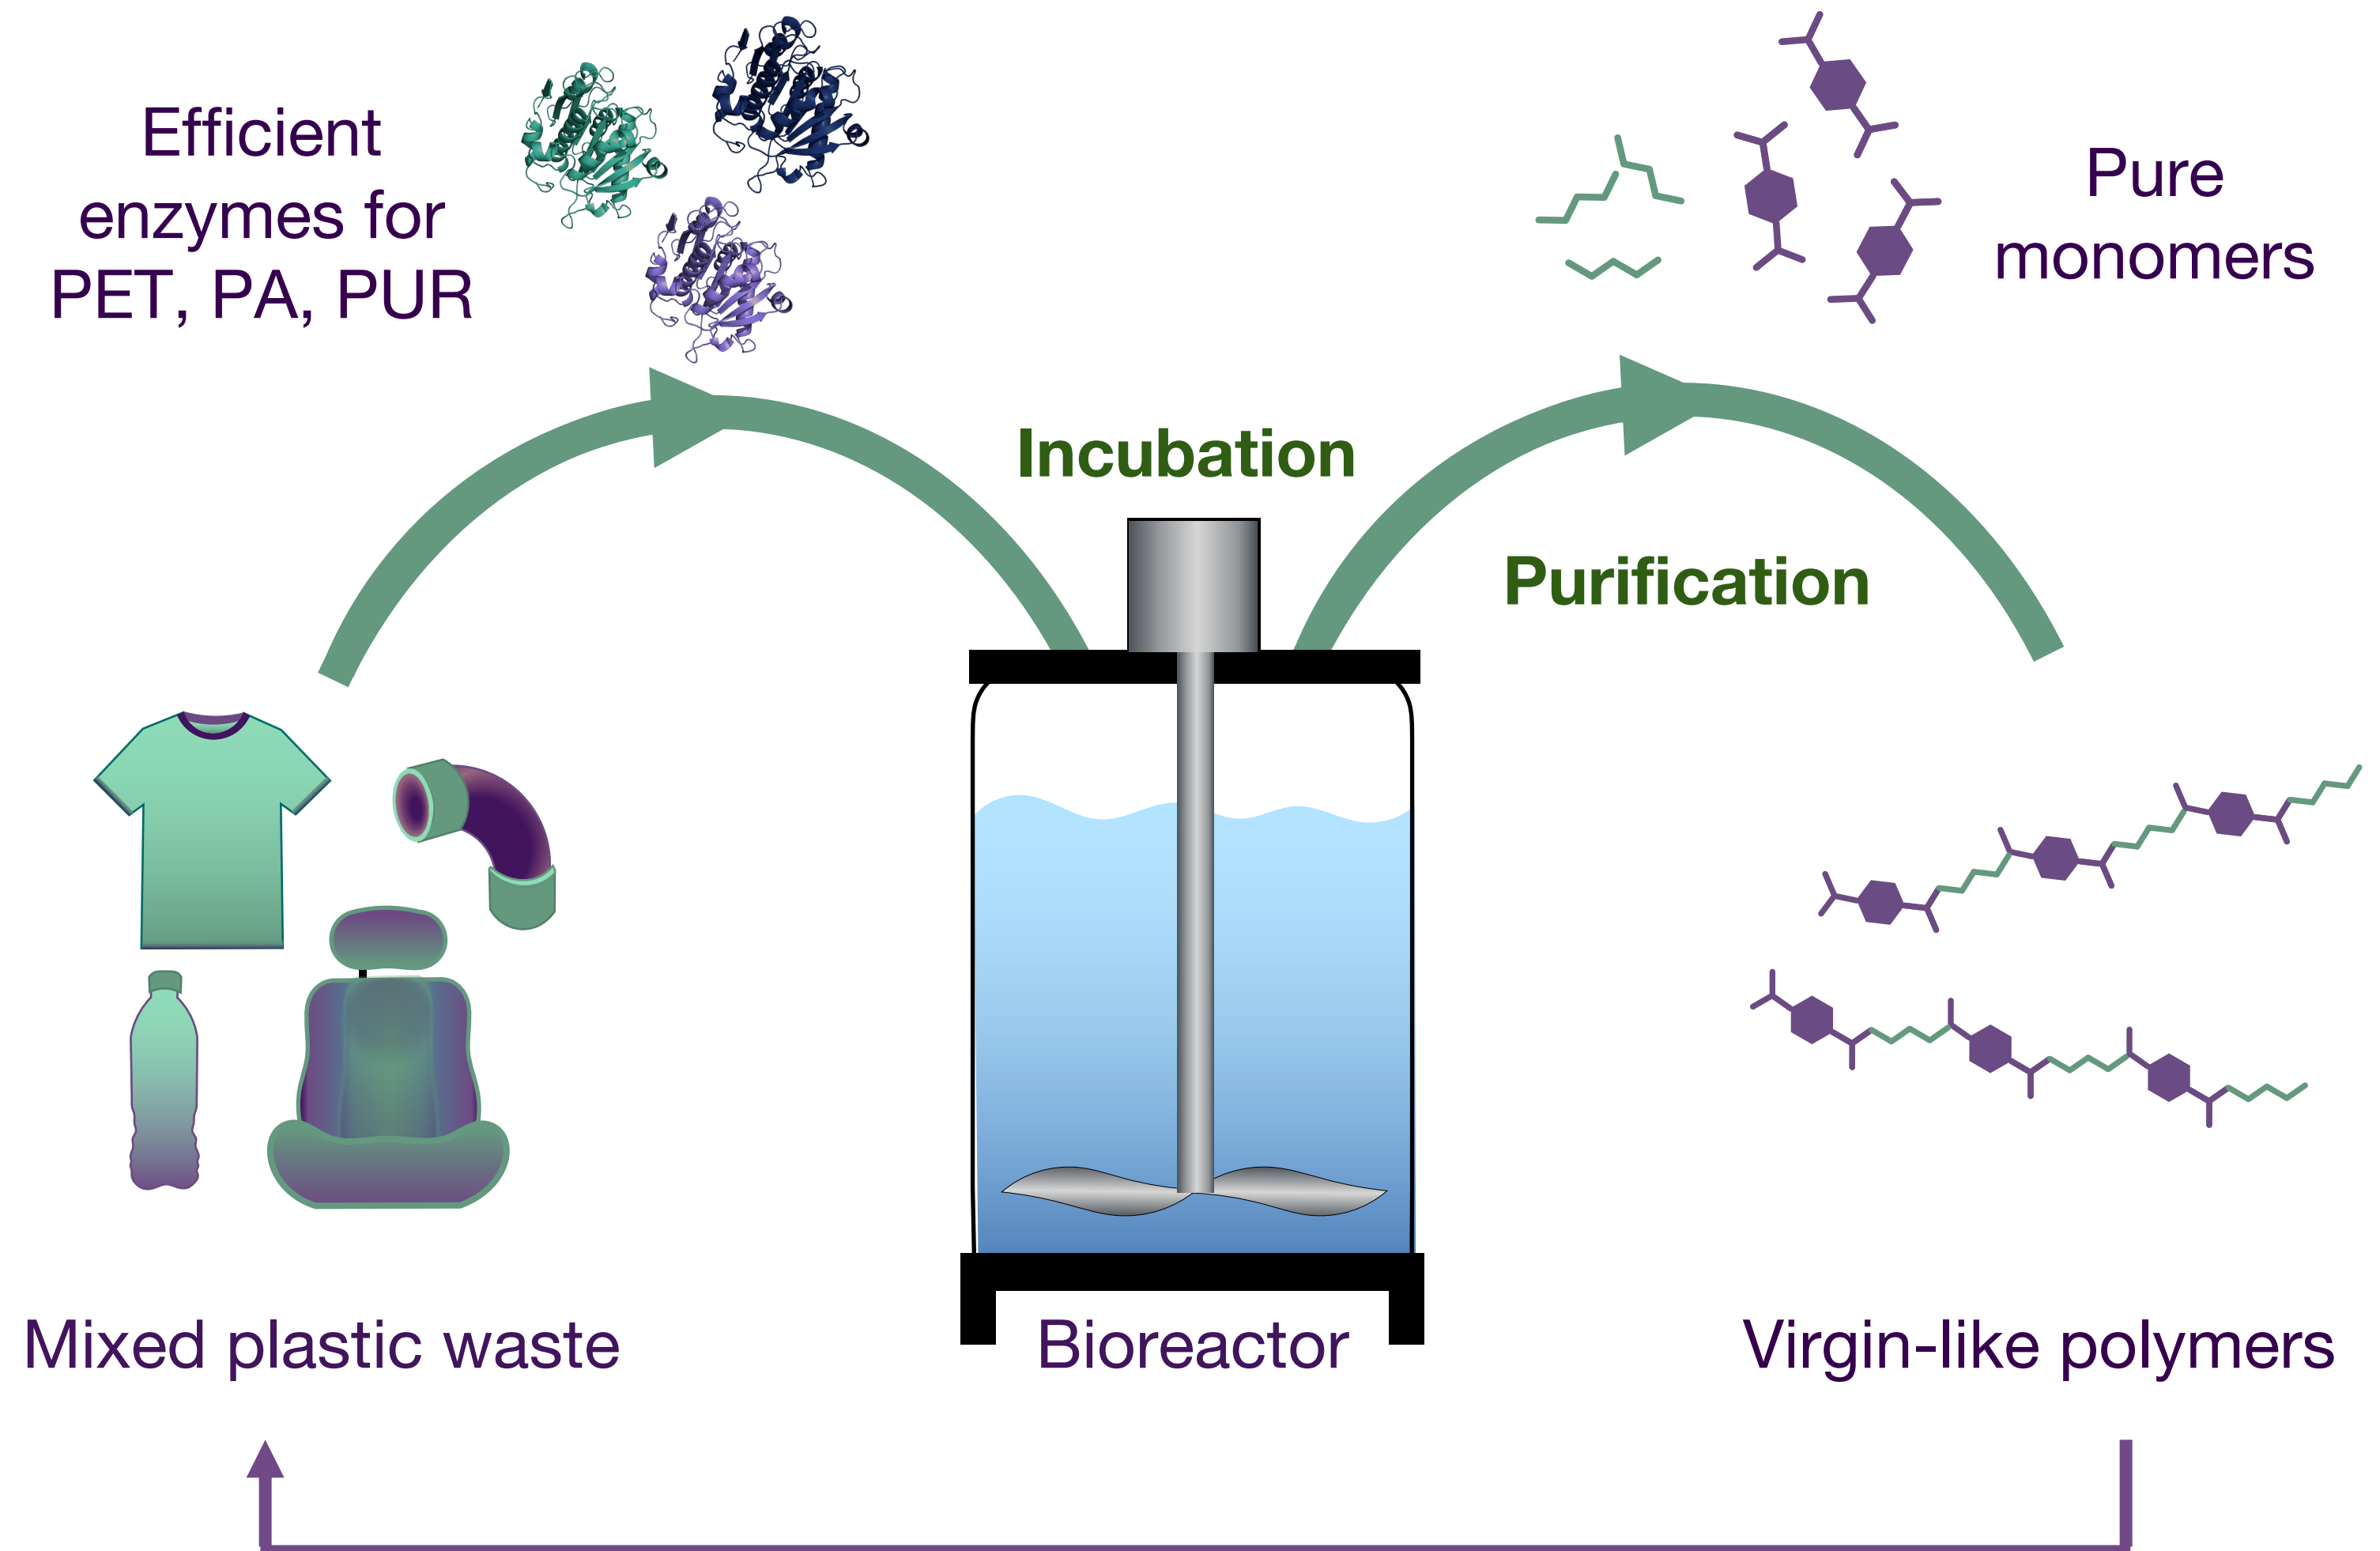 Efficient
enzymes for
PET, PA, PUR
Pure
monomers
Incubation
Purification
Mixed plastic waste
Bioreactor
Virgin-like polymers